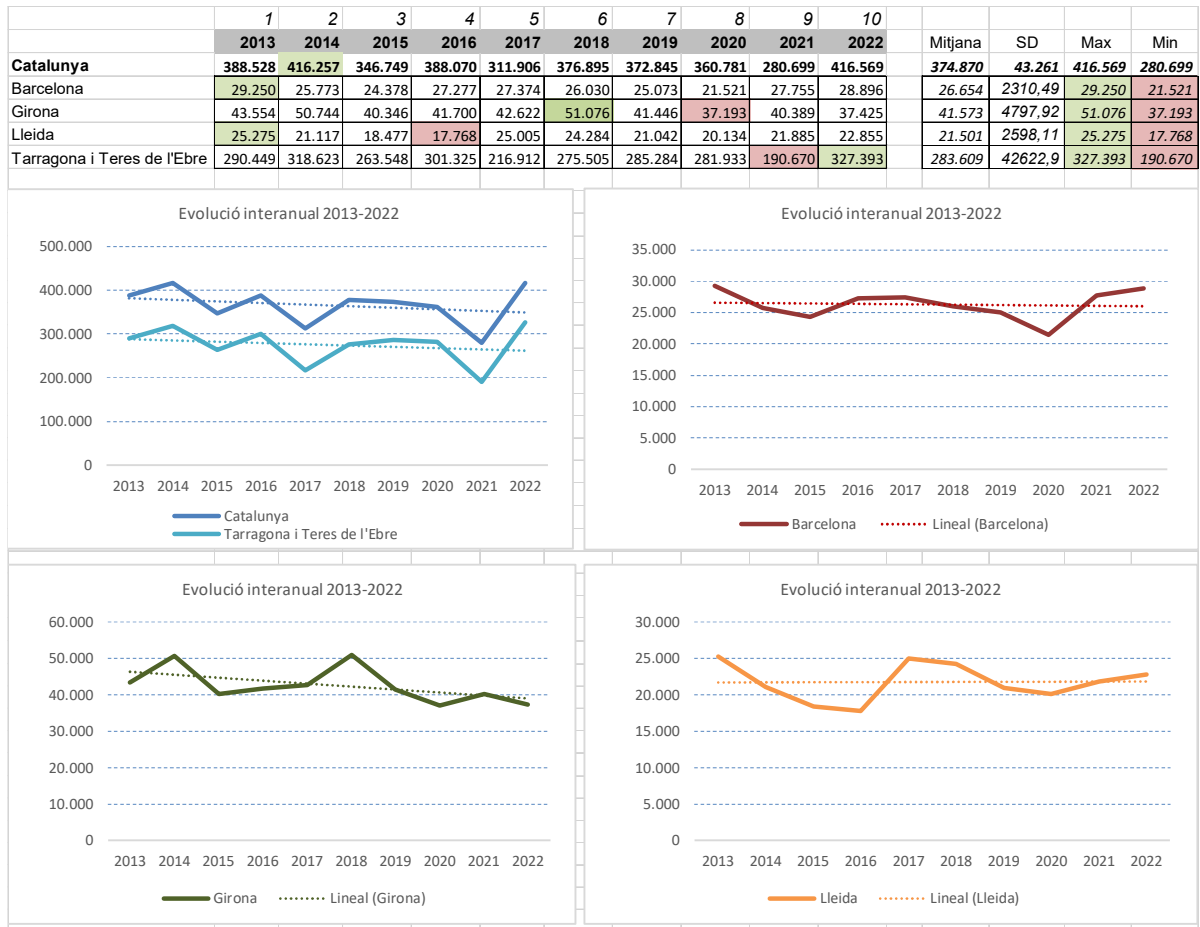 1 2 3 4 5 6 7 8 9 10
2013 2014 2015 2016 2017 2018 2019 2020 2021 2022 Mitjana SD Max Min
Catalunya 388.528 416.257 346.749 388.070 311.906 376.895 372.845 360.781 280.699 416.569 374.870 43.261 416.569 280.699
Barcelona 29.250 25.773 24.378 27.277 27.374 26.030 25.073 21.521 27.755 28.896 26.654 2310,49 29.250 21.521
Girona 43.554 50.744 40.346 41.700 42.622 51.076 41.446 37.193 40.389 37.425 41.573 4797,92 51.076 37.193
Lleida 25.275 21.117 18.477 17.768 25.005 24.284 21.042 20.134 21.885 22.855 21.501 2598,11 25.275 17.768
Tarragona i Teres de l'Ebre 290.449 318.623 263.548 301.325 216.912 275.505 285.284 281.933 190.670 327.393 283.609 42622,9 327.393 190.670
Evolució interanual 2013-2022
500.000
400.000
300.000
200.000
100.000
0
2013 2014 2015 2016 2017 2018 2019 2020 2021 2022
Catalunya
Tarragona i Teres de l'Ebre
Evolució interanual 2013-2022
35.000
30.000
25.000
20.000
15.000
10.000
5.000
0
2013 2014 2015 2016 2017 2018 2019 2020 2021 2022
Barcelona Lineal (Barcelona)
Evolució interanual 2013-2022
60.000
50.000
40.000
30.000
20.000
10.000
0
2013 2014 2015 2016 2017 2018 2019 2020 2021 2022
Girona Lineal (Girona)
Evolució interanual 2013-2022
30.000
25.000
20.000
15.000
10.000
5.000
0
2013 2014 2015 2016 2017 2018 2019 2020 2021 2022
Lleida Lineal (Lleida)